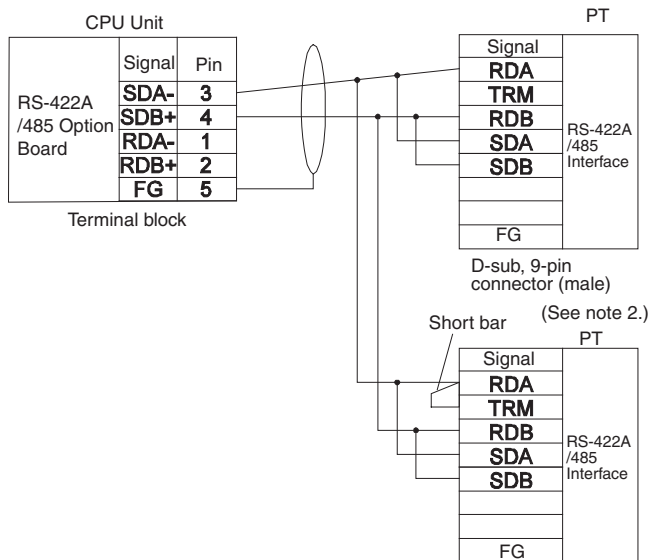 CPU Unit
RS-422A
/485 Option
Board
Signal Pin
SDA- 3
SDB+ 4
RDA- 1
RDB+ 2
FG 5
Terminal block
PT
Signal
RDA
TRM
RDB
SDA
SDB
FG
RS-422A
/485
Interface
D-sub, 9-pin
connector (male)
(See note 2.)
Short bar
PT
Signal
RDA
TRM
RDB
SDA
SDB
FG
RS-422A
/485
Interface